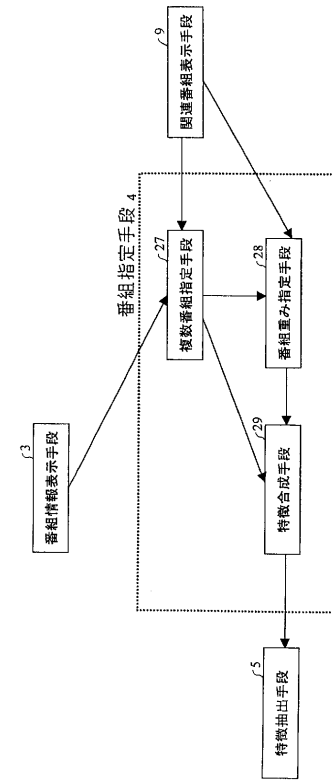 番組情報表示手段
3
番組指定手段 4
複数番組指定手段
27
関連番組表示手段
9
番組重み指定手段
28
特徴合成手段
29
特徴抽出手段
5